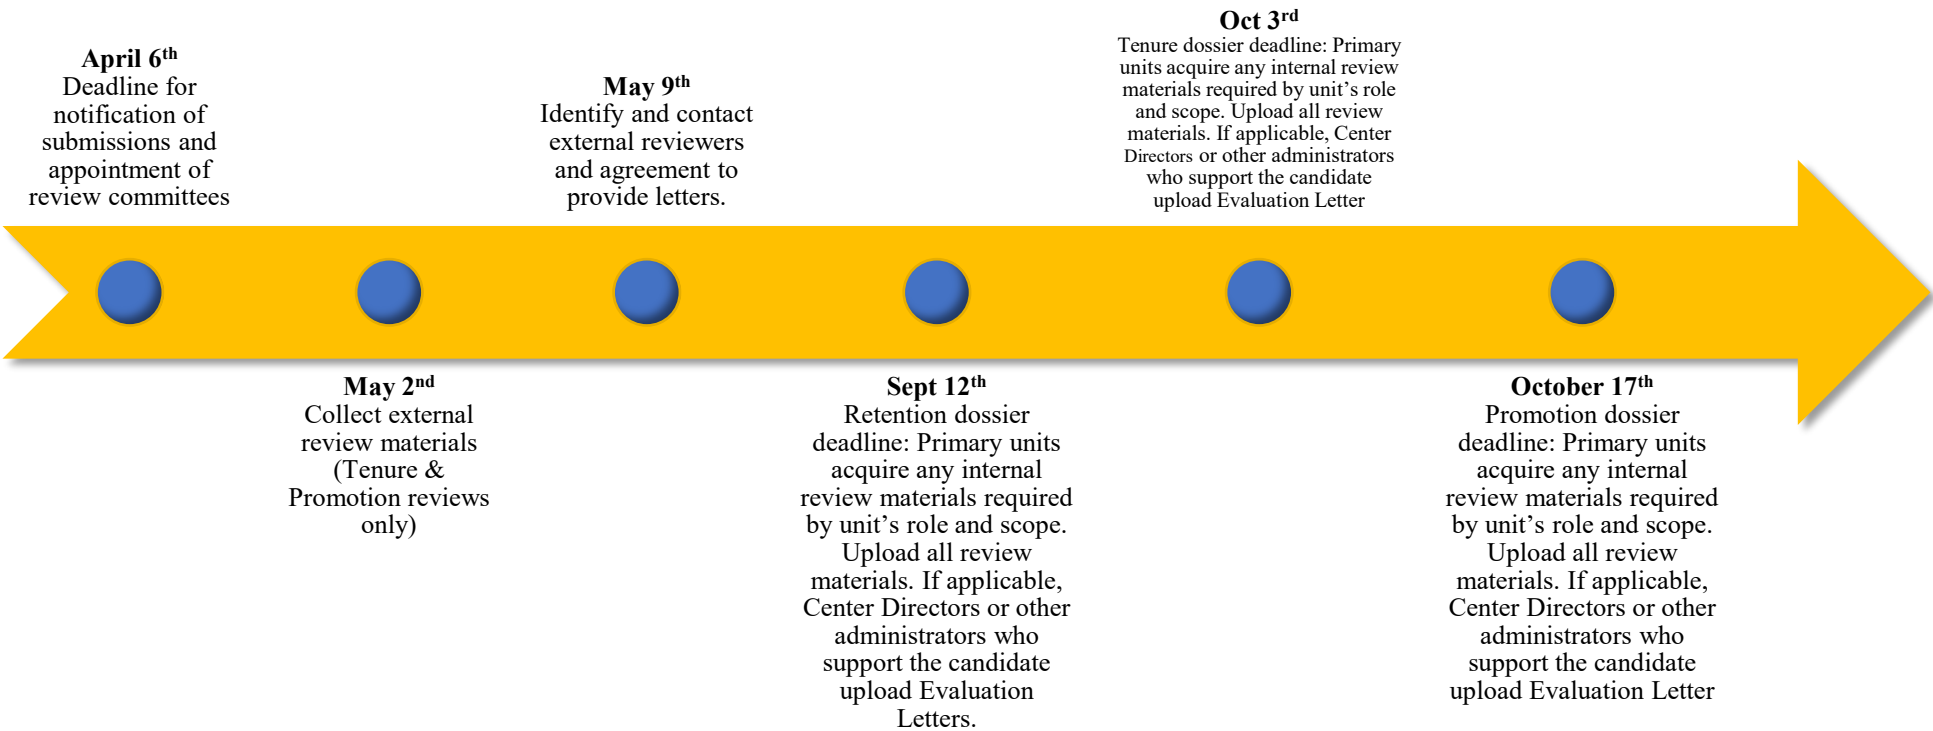 April 6th
Deadline for
notification of
submissions and
appointment of
review committees
May 2nd
Collect external
review materials
(Tenure &
Promotion reviews
only)
May 9th
Identify and contact
external reviewers
and agreement to
provide letters.
Sept 12th
Retention dossier
deadline: Primary units
acquire any internal
review materials required
by unit’s role and scope.
Upload all review
materials. If applicable,
Center Directors or other
administrators who
support the candidate
upload Evaluation
Letters.
Oct 3rd
Tenure dossier deadline: Primary
units acquire any internal review
materials required by unit’s role
and scope. Upload all review
materials. If applicable, Center
Directors or other administrators
who support the candidate
upload Evaluation Letter
October 17th
Promotion dossier
deadline: Primary units
acquire any internal
review materials required
by unit’s role and scope.
Upload all review
materials. If applicable,
Center Directors or other
administrators who
support the candidate
upload Evaluation Letter